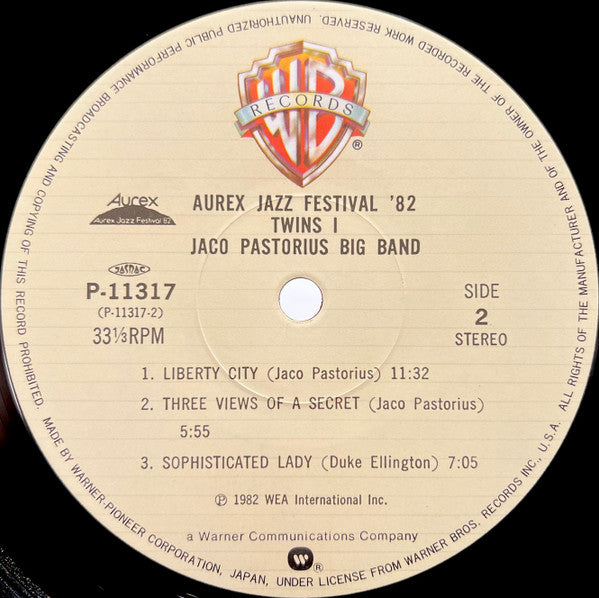 WB
RECORDS
®
Aurex
Aurex Jazz Festival 82
AUREX JAZZ FESTIVAL '82
TWINS I
JACO PASTORIUS BIG BAND
JASRAC
P-11317
(P-11317-2)
33⅓RPM
SIDE
2
STEREO
1. LIBERTY CITY (Jaco Pastorius) 11:32
2. THREE VIEWS OF A SECRET (Jaco Pastorius)
5:55
3. SOPHISTICATED LADY (Duke Ellington) 7:05
℗ 1982 WEA International Inc.
a Warner Communications Company
®
MADE BY WARNER-PIONEER CORPORATION, JAPAN, UNDER LICENSE FROM WARNER BROS. RECORDS INC., U.S.A. ALL RIGHTS OF THE MANUFACTURER AND OF THE OWNER OF THE RECORDED WORK RESERVED. UNAUTHORIZED PUBLIC PERFORMANCE BROADCASTING AND COPYING OF THIS RECORD PROHIBITED.